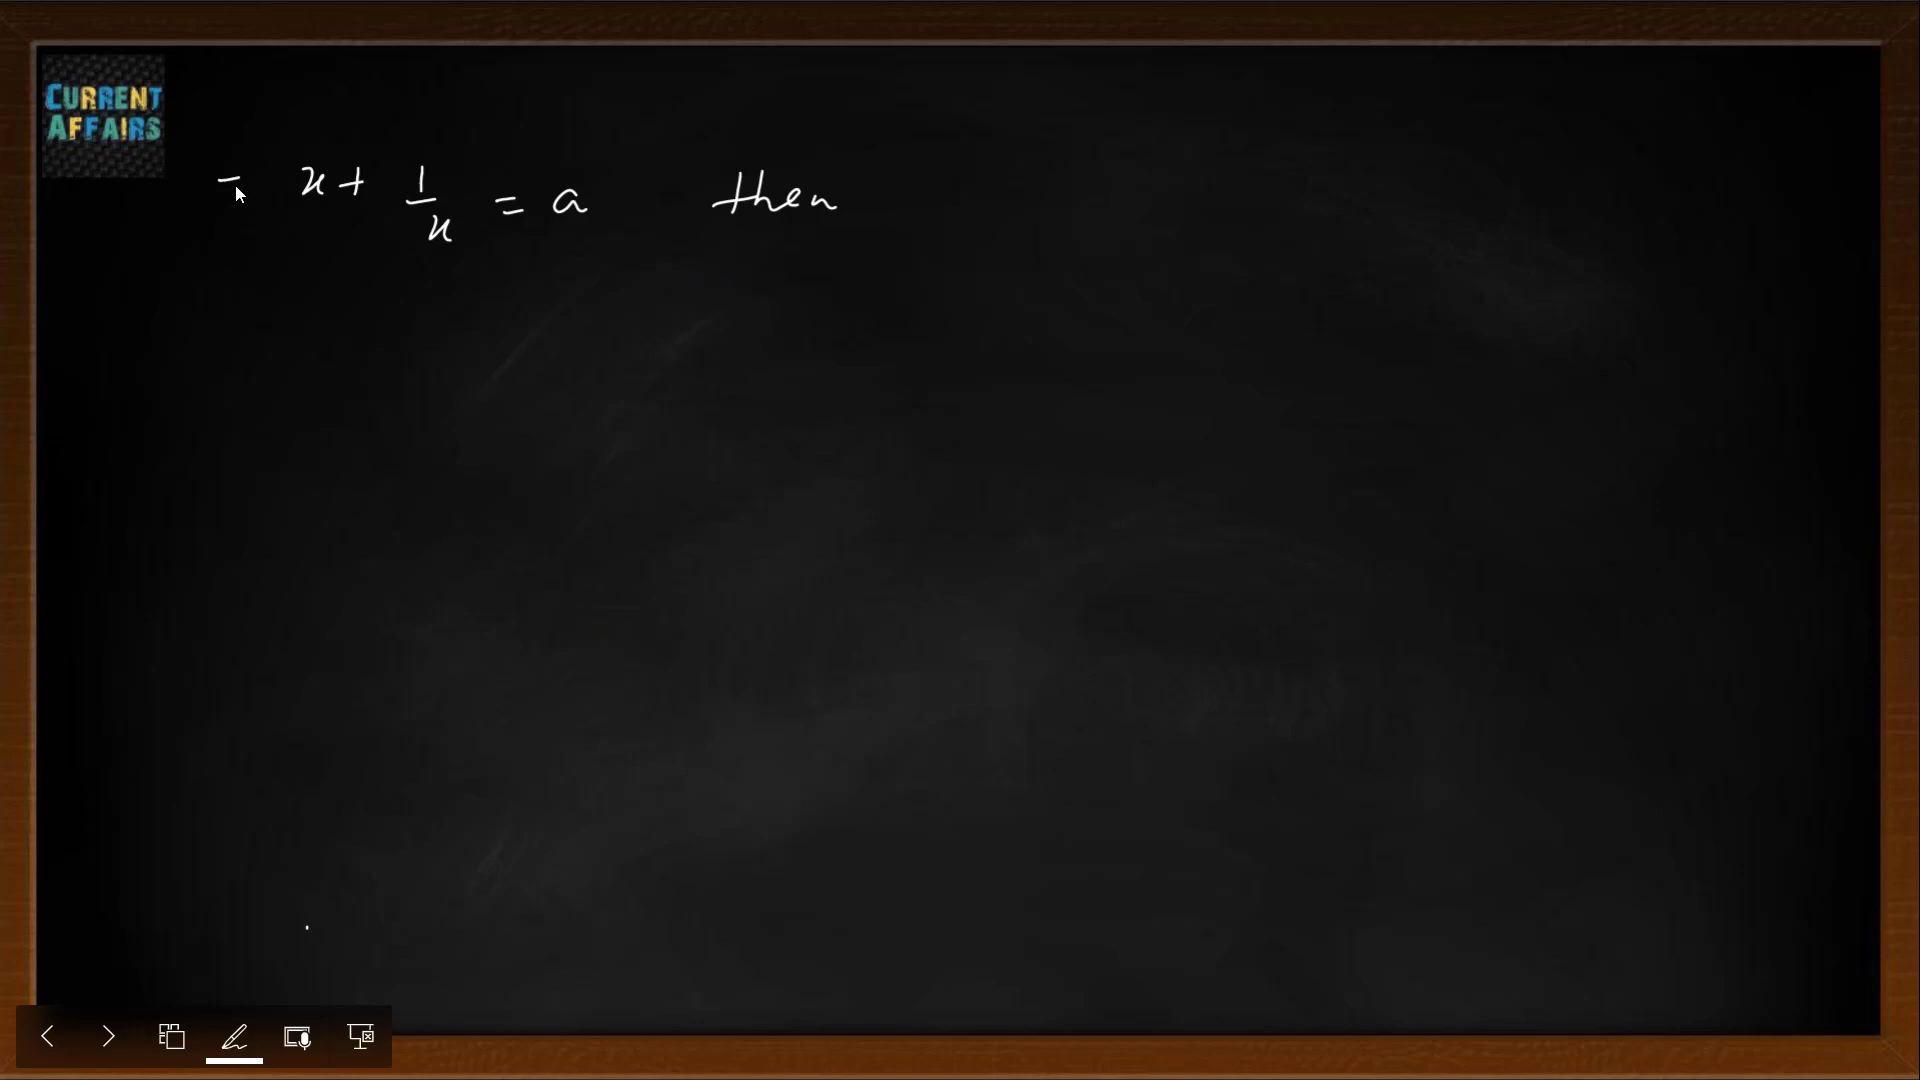 CURRENT
AFFAIRS
- x + 1/x = a then